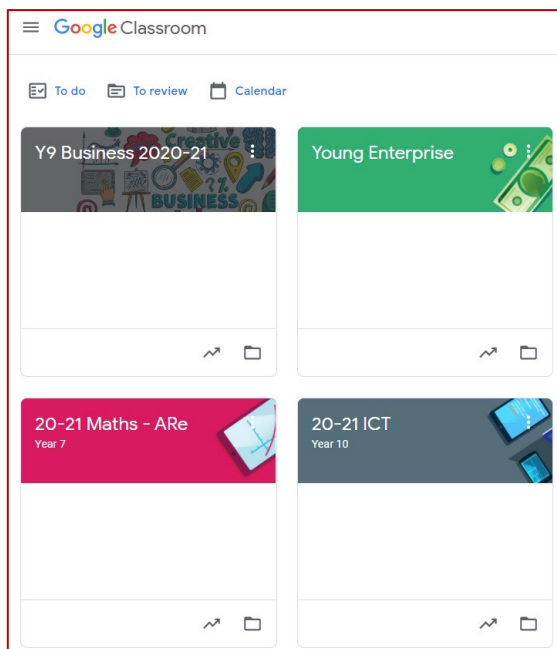 Google Classroom
To do To review Calendar
Y9 Business 2020-21
Creative
?%
BUSINESS
Young Enterprise
20-21 Maths - ARe
Year 7
20-21 ICT
Year 10